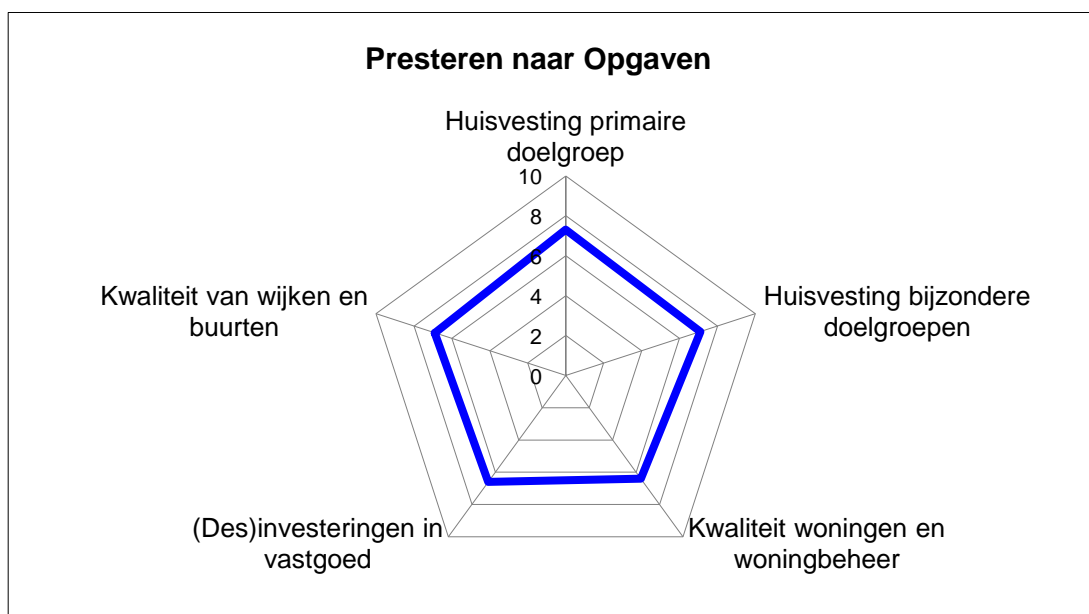 Presteren naar Opgaven
Huisvesting primaire
doelgroep
10
8
6
4
2
0
Huisvesting bijzondere
doelgroepen
Kwaliteit woningen en
woningbeheer
(Des)investeringen in
vastgoed
Kwaliteit van wijken en
buurten